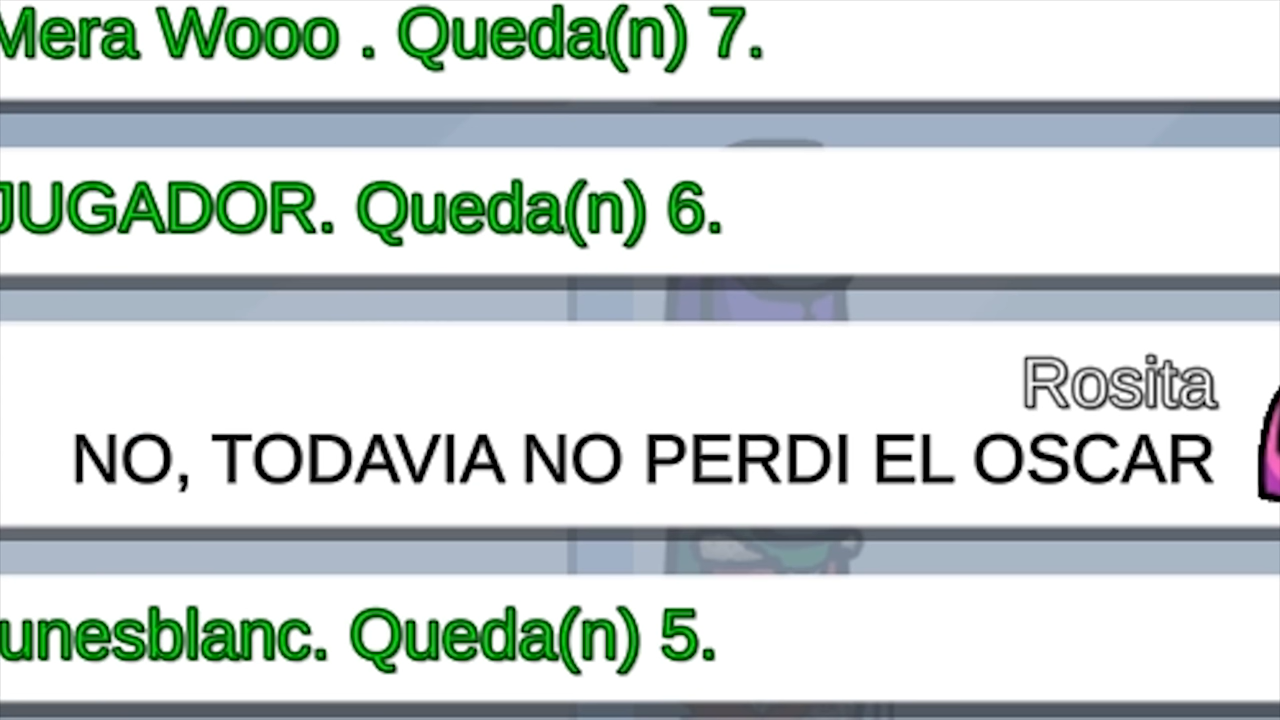 Mera Wooo . Queda(n) 7.
JUGADOR. Queda(n) 6.
Rosita
NO, TODAVIA NO PERDI EL OSCAR
unesblanc. Queda(n) 5.